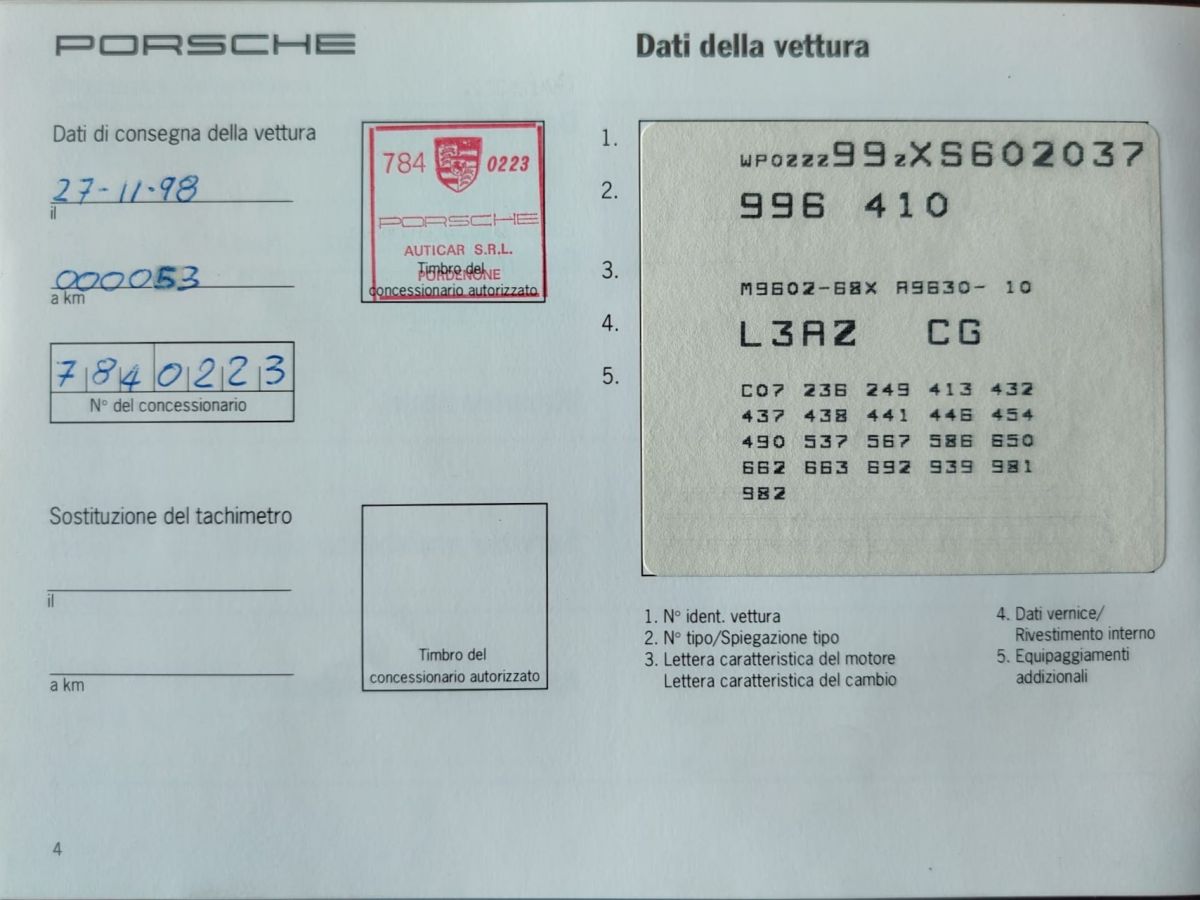 PORSCHE
Dati di consegna della vettura
27-11-98
il
000053
a km
7840223
N° del concessionario
784 0223
PORSCHE
AUTICAR S.R.L.
PORDENONE
Timbro del
concessionario autorizzato
Sostituzione del tachimetro
il
a km
Timbro del
concessionario autorizzato
4
Dati della vettura
1.
WP0ZZZ99ZXS602037
2.
996 410
3.
M9602-68X A9630- 10
4.
L3AZ CG
5.
C07 236 249 413 432
437 438 441 446 454
490 537 567 586 650
662 663 692 939 981
982
1. N° ident. vettura
2. N° tipo/Spiegazione tipo
3. Lettera caratteristica del motore
Lettera caratteristica del cambio
4. Dati vernice/
Rivestimento interno
5. Equipaggiamenti
addizionali